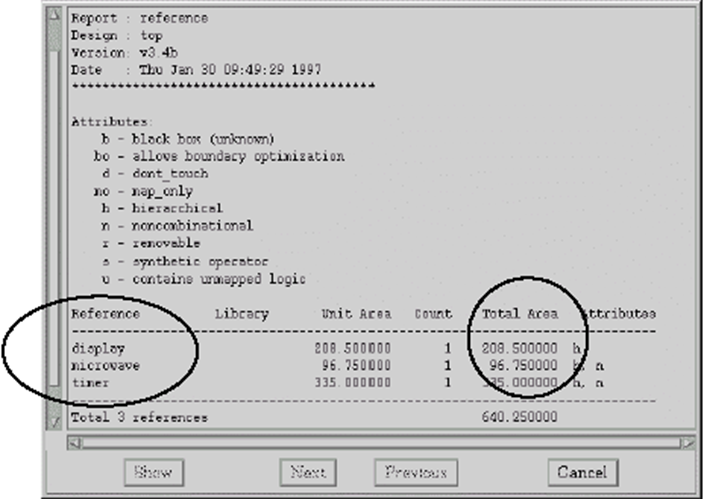 Report : reference
Design : top
Version: v3.4b
Date : Thu Jan 30 09:49:29 1997
****************************************
Attributes:
b - black box (unknown)
bo - allows boundary optimization
d - dont_touch
mo - map_only
h - hierarchical
n - noncombinational
r - removable
s - synthetic operator
u - contains unmapped logic
Reference Library Unit Area Count Total Area Attributes
--------------------------------------------------------------------------------
display 208.500000 1 208.500000 h
microwave 96.750000 1 96.750000 h, n
timer 335.000000 1 335.000000 h, n
--------------------------------------------------------------------------------
Total 3 references 640.250000
Show Next Previous Cancel